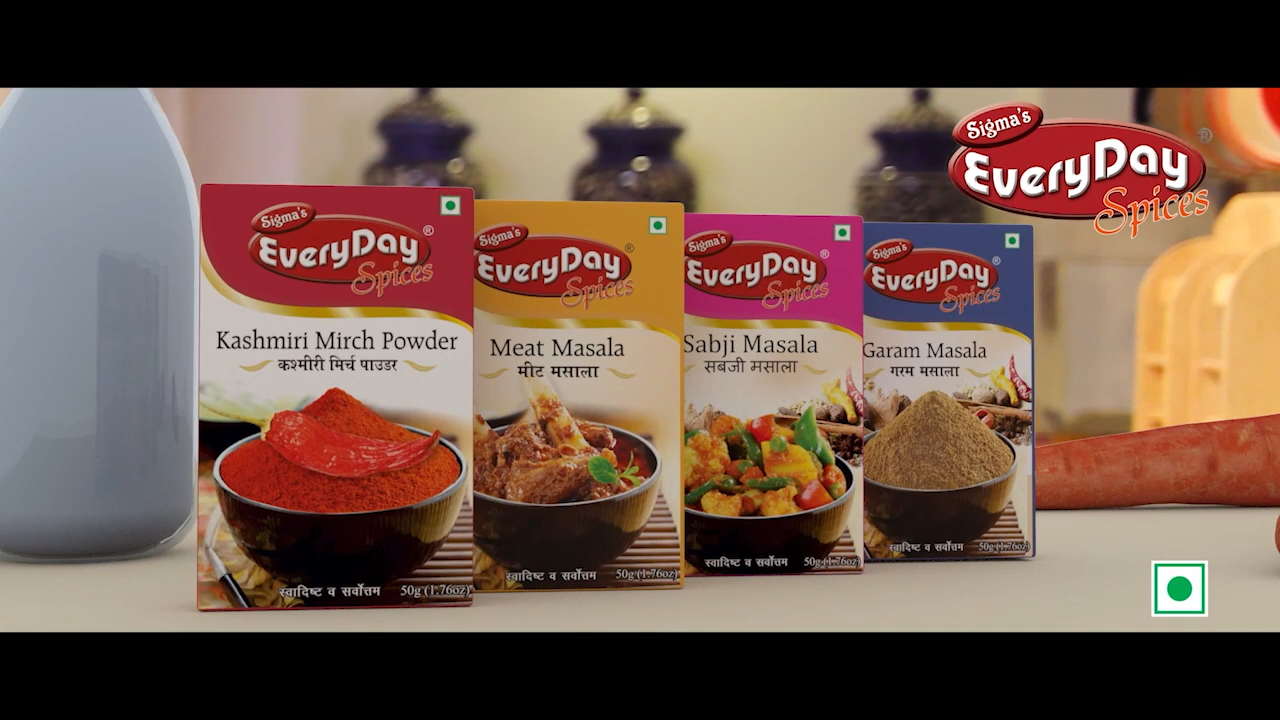 Sigma's
EveryDay
Spices
®
Sigma's
EveryDay
Spices
®
Kashmiri Mirch Powder
कश्मीरी मिर्च पाउडर
स्वादिष्ट व सर्वोत्तम 50g (1.76oz)
Sigma's
EveryDay
Spices
®
Meat Masala
मीट मसाला
स्वादिष्ट व सर्वोत्तम 50g (1.76oz)
Sigma's
EveryDay
Spices
®
Sabji Masala
सबजी मसाला
स्वादिष्ट व सर्वोत्तम 50g (1.76oz)
Sigma's
EveryDay
Spices
®
Garam Masala
गरम मसाला
स्वादिष्ट व सर्वोत्तम 50g (1.76oz)